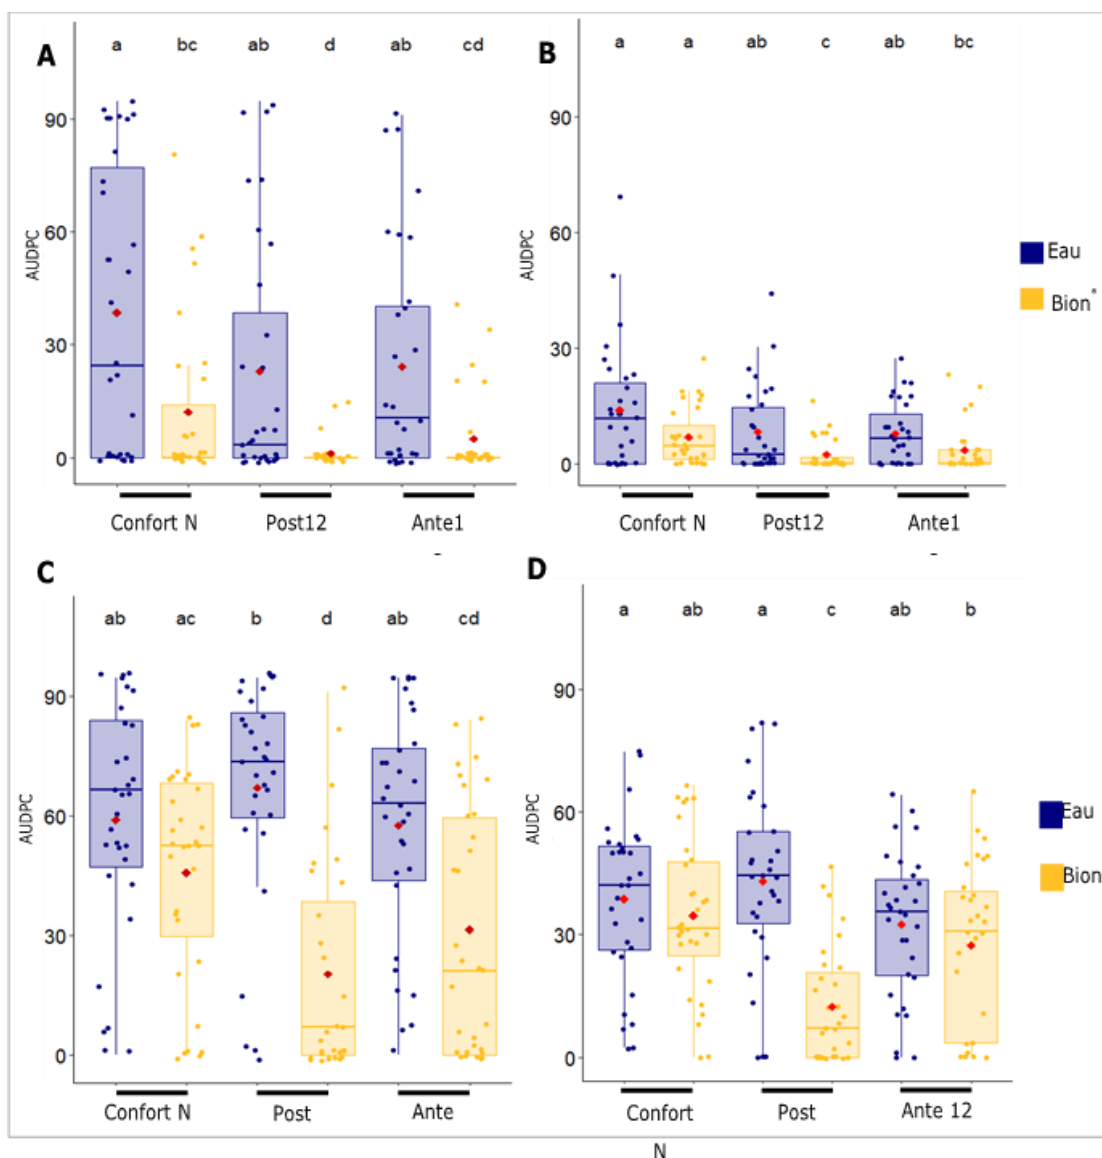 A
a bc ab d ab cd
90
60
30
0
AUDPC
Confort N Post12 Ante1
B
a a ab c ab bc
90
60
30
0
AUDPC
Confort N Post12 Ante1
Eau
Bion
C
ab ac b d ab cd
90
60
30
0
AUDPC
Confort N Post Ante
D
a ab a c ab b
90
60
30
0
AUDPC
Confort Post Ante 12
N
Eau
Bion